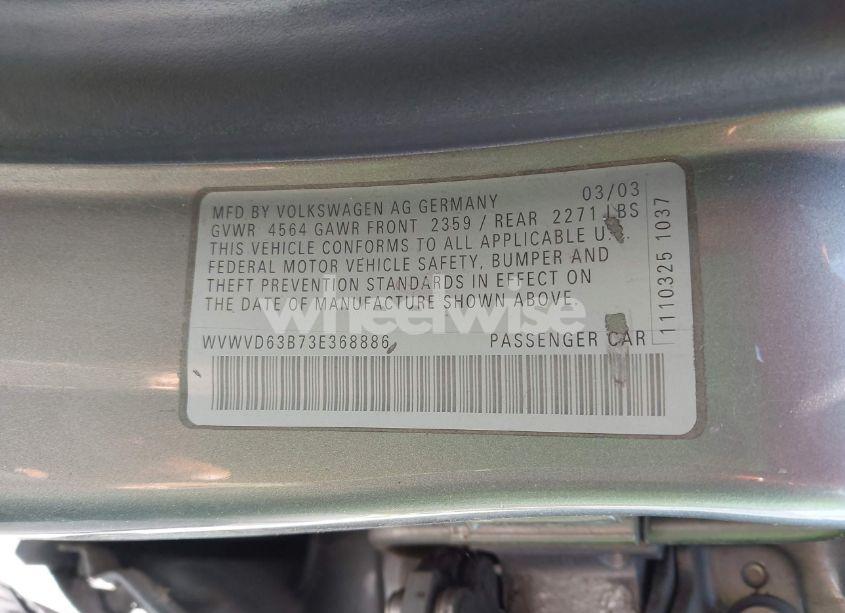 MFD BY VOLKSWAGEN AG GERMANY 03/03
GVWR 4564 GAWR FRONT 2359 / REAR 2271 LBS
THIS VEHICLE CONFORMS TO ALL APPLICABLE U.
FEDERAL MOTOR VEHICLE SAFETY, BUMPER AND
THEFT PREVENTION STANDARDS IN EFFECT ON
THE DATE OF MANUFACTURE SHOWN ABOVE.
wheelwise
WVWVD63B73E368886 PASSENGER CAR
1110325 1037